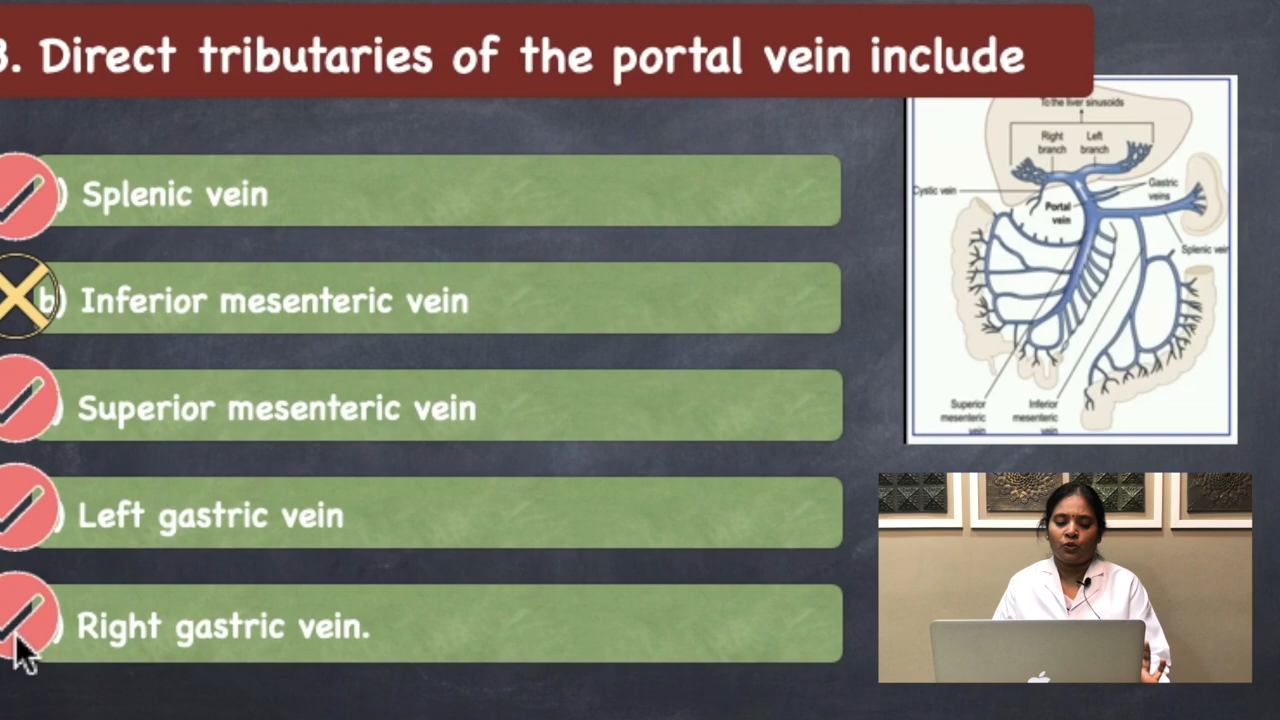 3. Direct tributaries of the portal vein include
) Splenic vein
b) Inferior mesenteric vein
) Superior mesenteric vein
) Left gastric vein
) Right gastric vein.
To the liver sinusoids
Right branch
Left branch
Cystic vein
Gastric veins
Portal vein
Splenic vein
Superior mesenteric vein
Inferior mesenteric vein